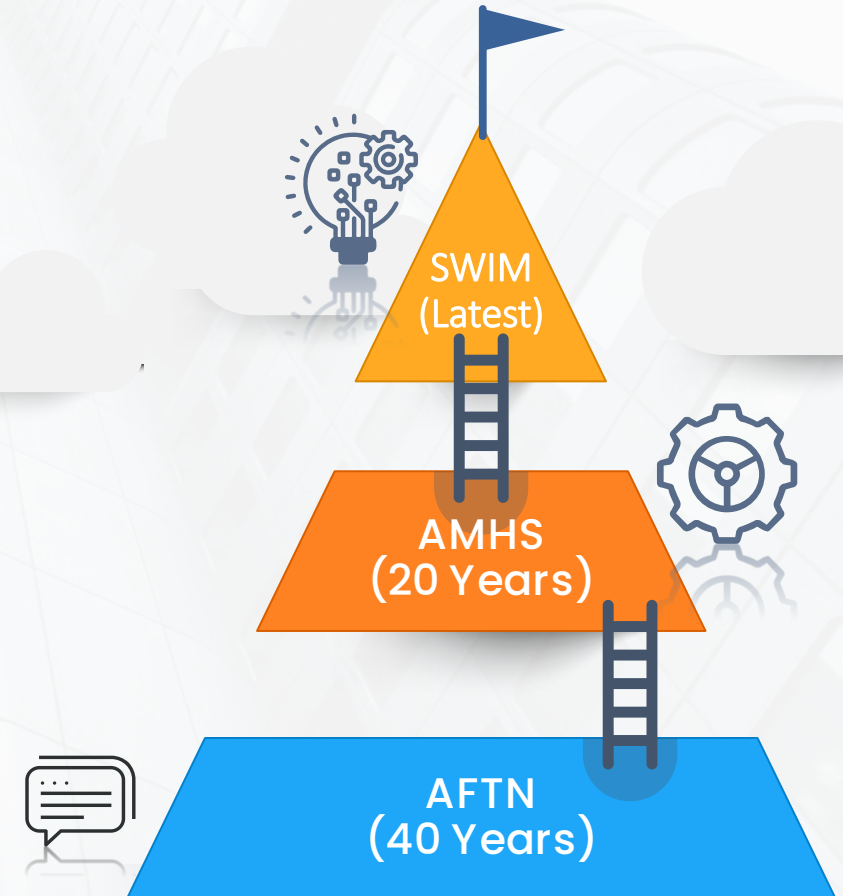 SWIM
(Latest)
AMHS
(20 Years)
AFTN
(40 Years)